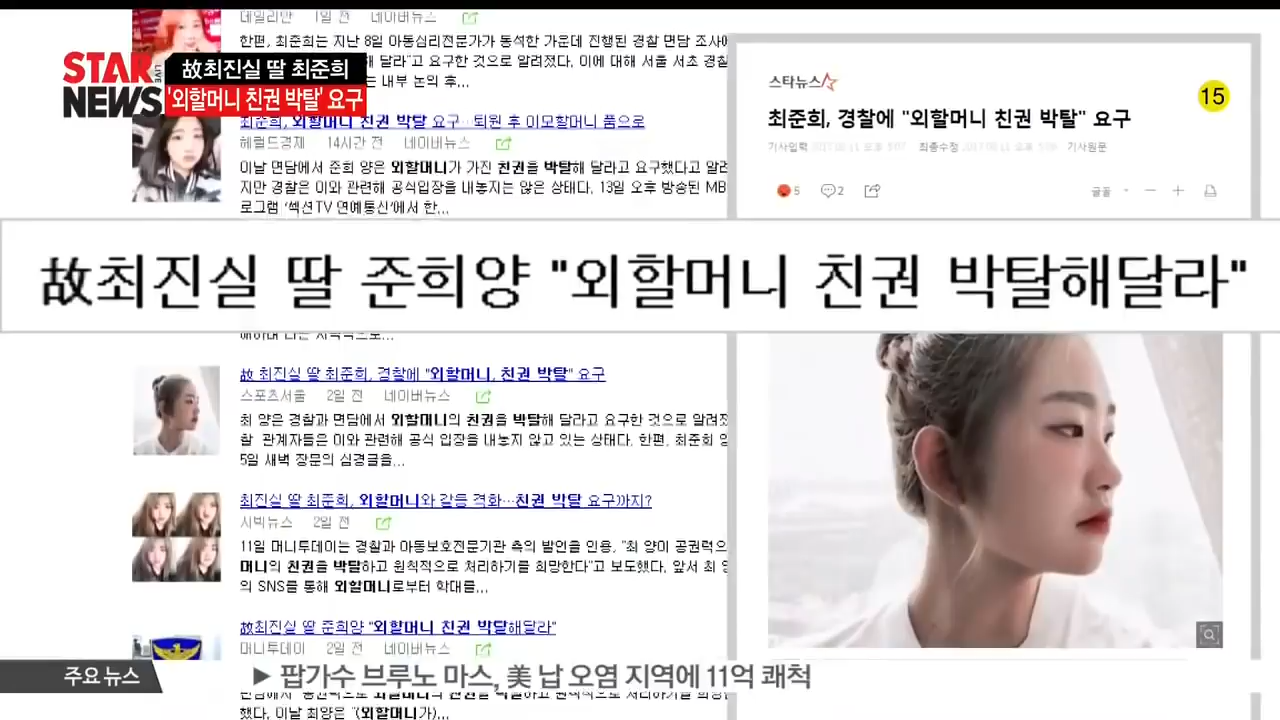 STAR NEWS LIVE
故최진실 딸 최준희
'외할머니 친권 박탈' 요구
데일리안 1일 전 네이버뉴스
한편, 최준희는 지난 8일 아동심리전문가가 동석한 가운데 진행된 경찰 면담 조사에
해 달라"고 요구한 것으로 알려졌다. 이에 대해 서울 서초 경찰
는 내부 논의 후...
최준희, 외할머니 친권 박탈 요구…퇴원 후 이모할머니 품으로
헤럴드경제 14시간 전 네이버뉴스
이날 면담에서 준희 양은 외할머니가 가진 친권을 박탈해 달라고 요구했다고 알려
지만 경찰은 이와 관련해 공식입장을 내놓지는 않은 상태다. 13일 오후 방송된 MB
로그램 '섹션TV 연예통신'에서 한...
스타뉴스
15
최준희, 경찰에 "외할머니 친권 박탈" 요구
기사입력 최종수정 기사원문
5 2 글꼴
故최진실 딸 준희양 "외할머니 친권 박탈해달라"
故 최진실 딸 최준희, 경찰에 "외할머니, 친권 박탈" 요구
스포츠서울 2일 전 네이버뉴스
최 양은 경찰과 면담에서 외할머니의 친권을 박탈해 달라고 요구한 것으로 알려졌
찰 관계자들은 이와 관련해 공식 입장을 내놓지 않고 있는 상태다. 한편, 최준희 양
5일 새벽 장문의 심경글을...
최진실 딸 최준희, 외할머니와 갈등 격화…친권 박탈 요구까지?
시빅뉴스 2일 전
11일 머니투데이는 경찰과 아동보호전문기관 측의 발언을 인용, "최 양이 공권력으
머니의 친권을 박탈하고 원칙적으로 처리하기를 희망한다"고 보도했다. 앞서 최 양
의 SNS를 통해 외할머니로부터 학대를...
故최진실 딸 준희양 "외할머니 친권 박탈해달라"
머니투데이 2일 전 네이버뉴스
했다. 이날 최양은 "(외할머니가)...
주요뉴스
▶ 팝가수 브루노 마스, 美 납 오염 지역에 11억 쾌척